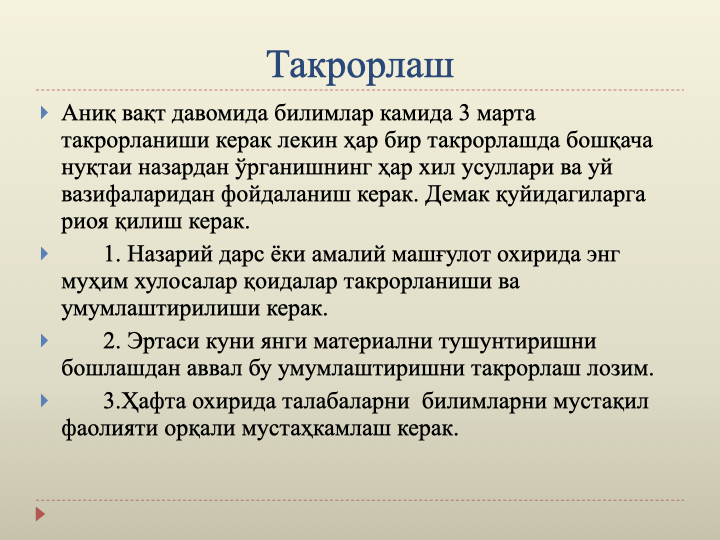 Такрорлаш
Аниқ вақт давомида билимлар камида 3 марта
такрорланиши керак лекин ҳар бир такрорлашда бошқача
нуқтаи назардан ўрганишнинг ҳар хил усуллари ва уй
вазифаларидан фойдаланиш керак. Демак қуйидагиларга
риоя қилиш керак.
1. Назарий дарс ёки амалий машғулот охирида энг
муҳим хулосалар қоидалар такрорланиши ва
умумлаштирилиши керак.
2. Эртаси куни янги материални тушунтиришни
бошлашдан аввал бу умумлаштиришни такрорлаш лозим.
3.Ҳафта охирида талабаларни  билимларни мустақил
фаолияти орқали мустаҳкамлаш керак.